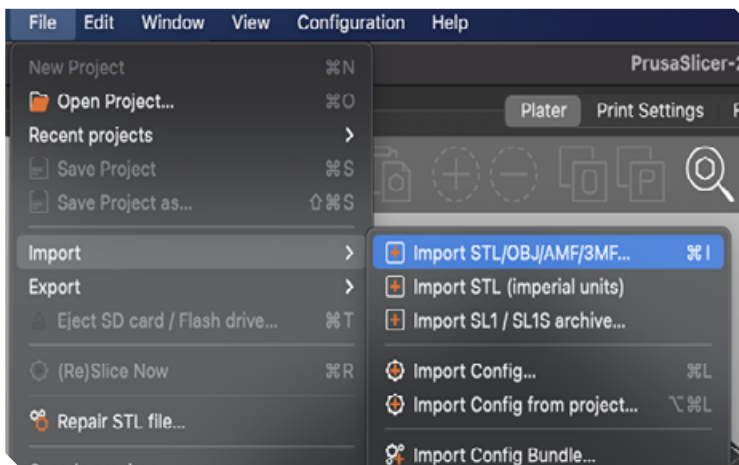 File Edit Window View Configuration Help
PrusaSlicer-2
Plater Print Settings
New Project ⌘N
Open Project... ⌘O
Recent projects >
Save Project ⌘S
Save Project as... ⇧⌘S
Import >
Export >
Eject SD card / Flash drive... ⌘T
(Re)Slice Now ⌘R
Repair STL file...
Import STL/OBJ/AMF/3MF... ⌘I
Import STL (imperial units)
Import SL1 / SL1S archive...
Import Config... ⌘L
Import Config from project... ⌥⌘L
Import Config Bundle...